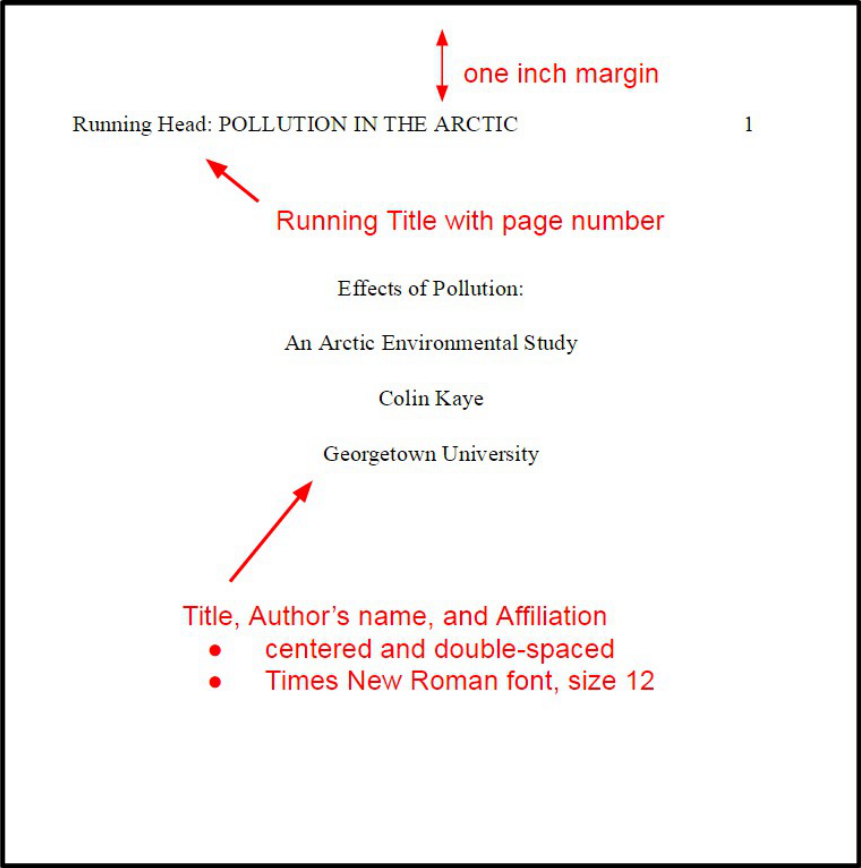 one inch margin
Running Head: POLLUTION IN THE ARCTIC 1
Running Title with page number
Effects of Pollution:
An Arctic Environmental Study
Colin Kaye
Georgetown University
Title, Author's name, and Affiliation
● centered and double-spaced
● Times New Roman font, size 12